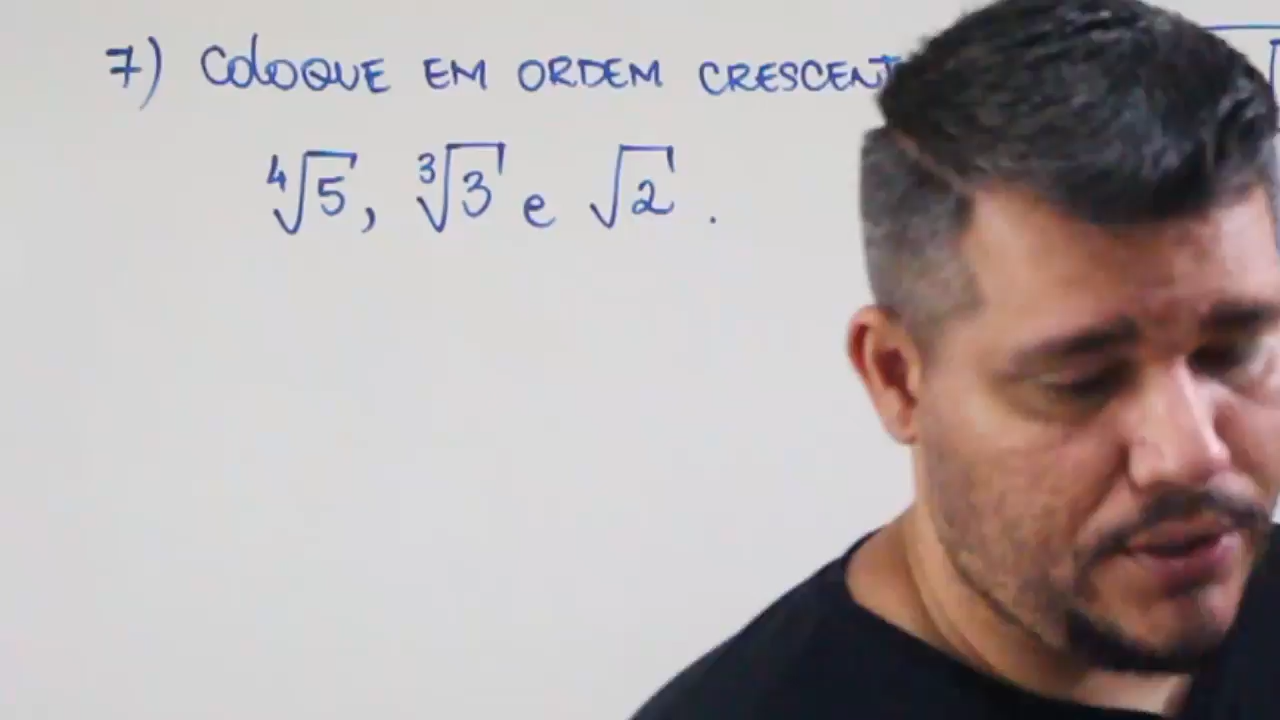 7) COLOQUE EM ORDEM CRESCENT
⁴√5, ³√3 e √2.